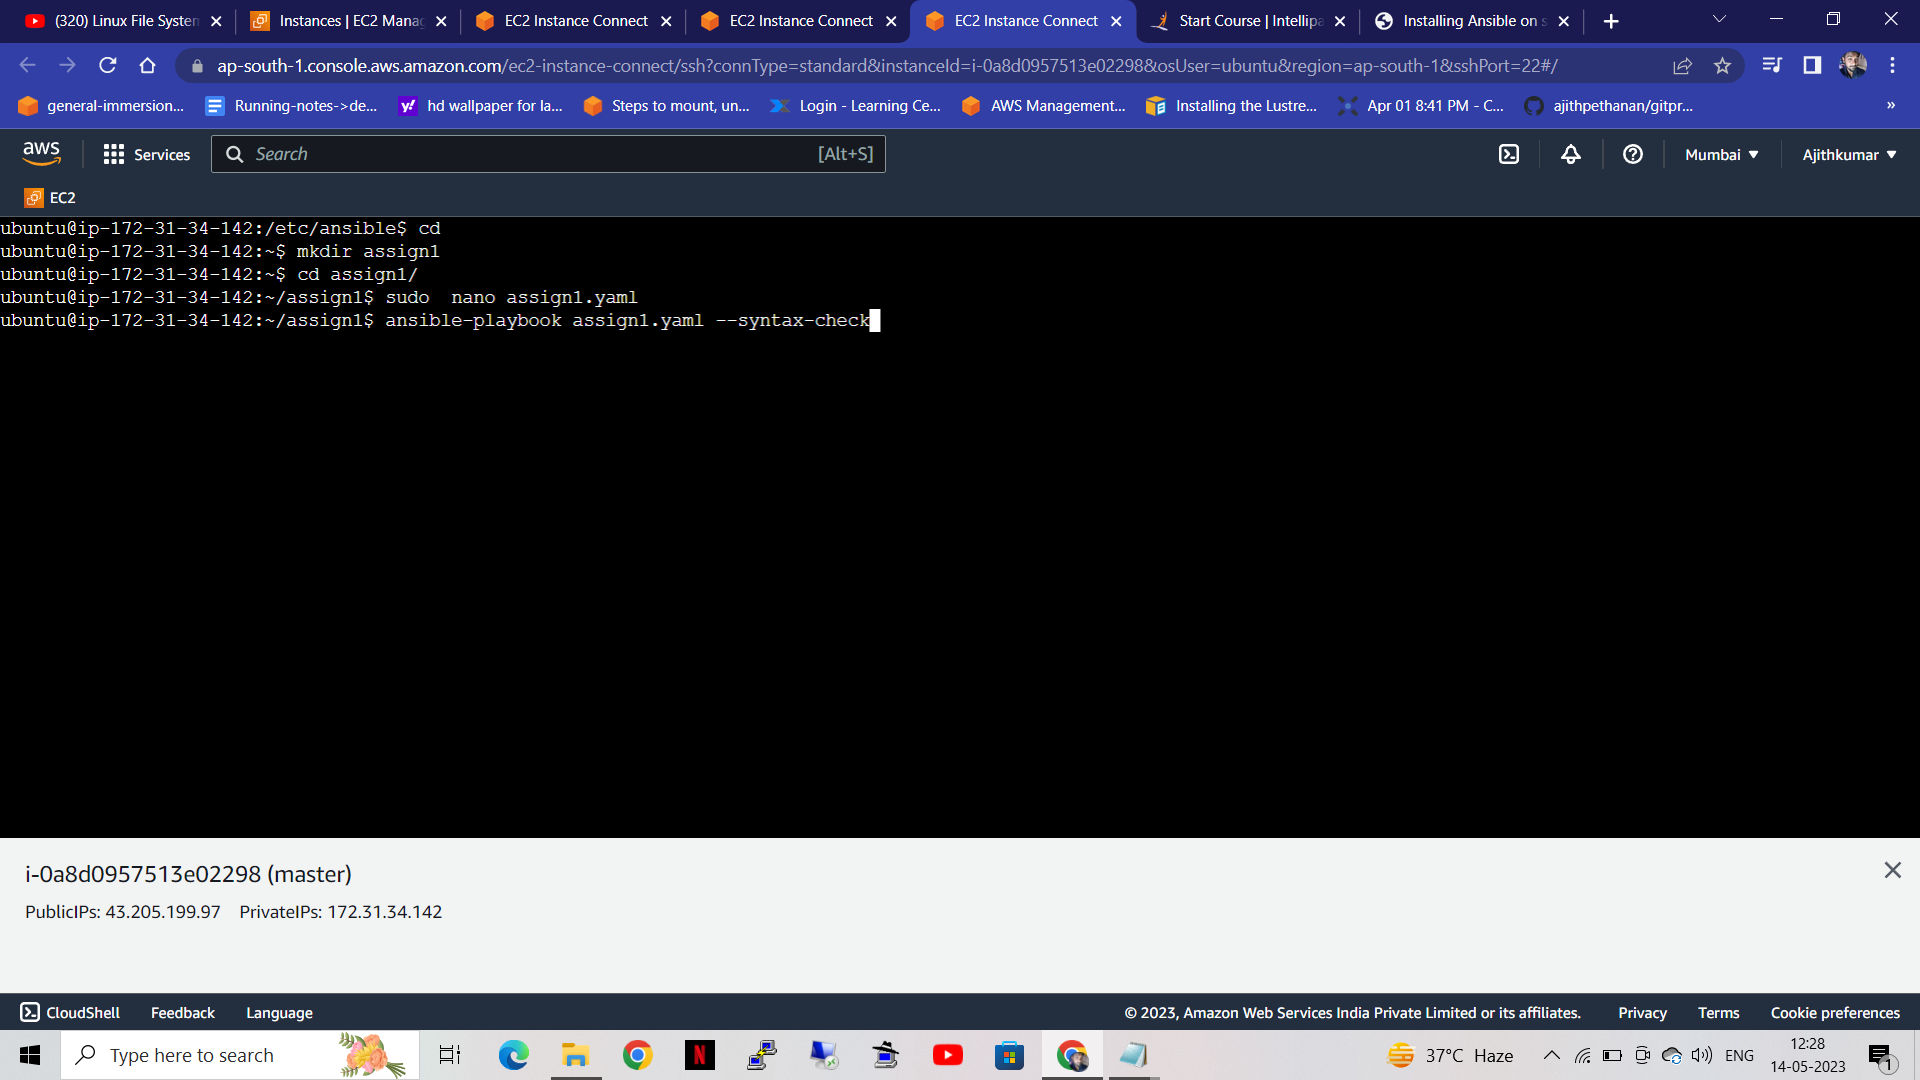 (320) Linux File System
Instances | EC2 Manag
EC2 Instance Connect
EC2 Instance Connect
EC2 Instance Connect
Start Course | Intellipa
Installing Ansible on s
ap-south-1.console.aws.amazon.com/ec2-instance-connect/ssh?connType=standard&instanceId=i-0a8d0957513e02298&osUser=ubuntu&region=ap-south-1&sshPort=22#/
general-immersion...
Running-notes->de...
hd wallpaper for la...
Steps to mount, un...
Login - Learning Ce...
AWS Management...
Installing the Lustre...
Apr 01 8:41 PM - C...
ajithpethanan/gitpr...
»
aws
Services
Search
[Alt+S]
Mumbai
Ajithkumar
EC2
ubuntu@ip-172-31-34-142:/etc/ansible$ cd
ubuntu@ip-172-31-34-142:~$ mkdir assign1
ubuntu@ip-172-31-34-142:~$ cd assign1/
ubuntu@ip-172-31-34-142:~/assign1$ sudo  nano assign1.yaml
ubuntu@ip-172-31-34-142:~/assign1$ ansible-playbook assign1.yaml --syntax-check
i-0a8d0957513e02298 (master)
PublicIPs: 43.205.199.97 PrivateIPs: 172.31.34.142
CloudShell
Feedback
Language
© 2023, Amazon Web Services India Private Limited or its affiliates.
Privacy
Terms
Cookie preferences
Type here to search
37°C Haze
ENG
12:28
14-05-2023
1